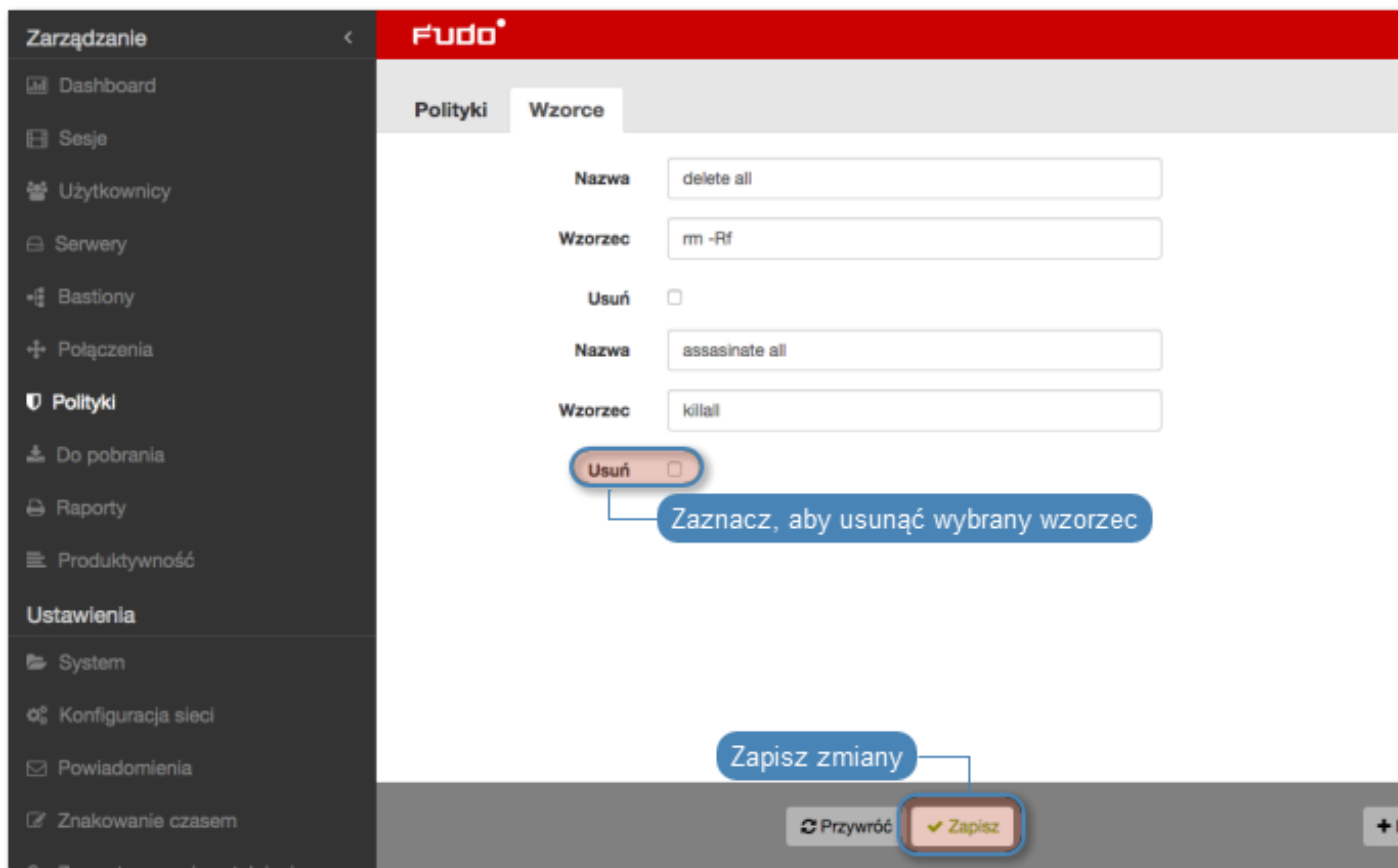 Zarządzanie
Dashboard
Sesje
Użytkownicy
Serwery
Bastiony
Połączenia
Polityki
Do pobrania
Raporty
Produktywność
Ustawienia
System
Konfiguracja sieci
Powiadomienia
Znakowanie czasem
FUDO
Polityki Wzorce
Nazwa delete all
Wzorzec rm -Rf
Usuń
Nazwa assasinate all
Wzorzec killall
Usuń
Zaznacz, aby usunąć wybrany wzorzec
Zapisz zmiany
Przywróć Zapisz